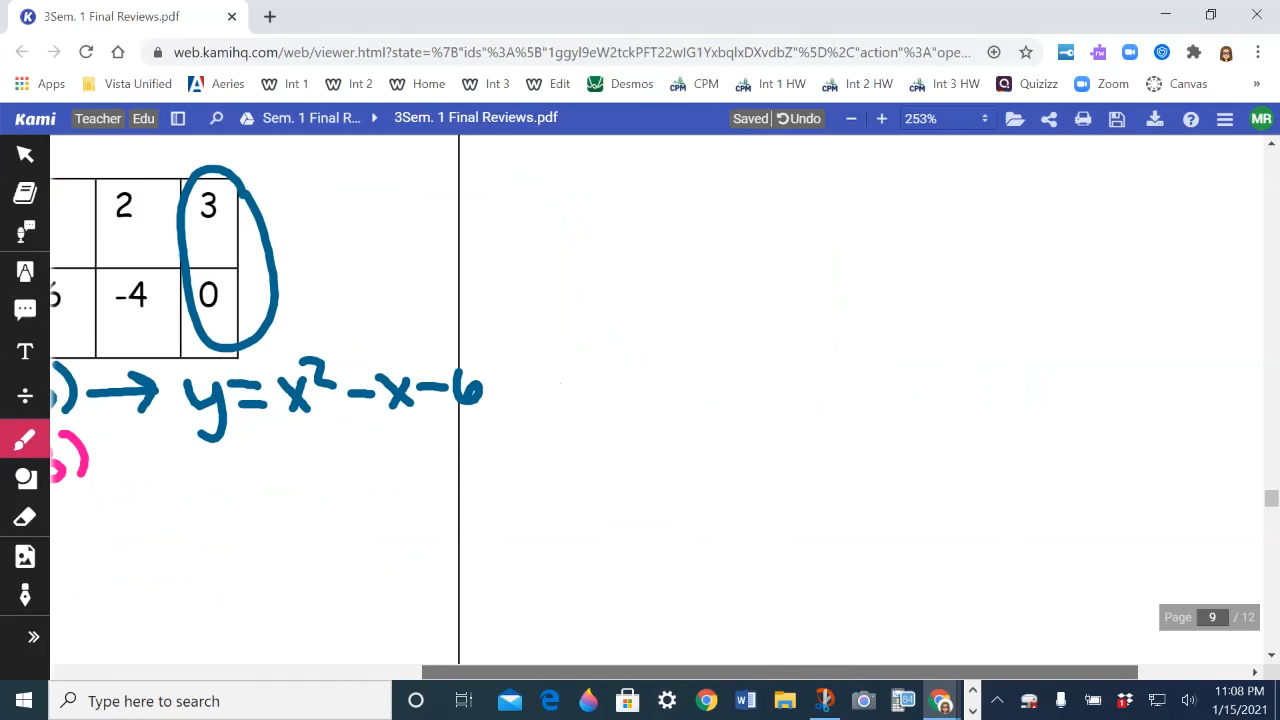 3Sem. 1 Final Reviews.pdf
web.kamihq.com/web/viewer.html?state=%7B"ids"%3A%5B"1ggyI9eW2tckPFT22wlG1YxVqlxDXvdbZ"%5D%2C"action"%3A"ope...
Apps Vista Unified Aeries Int 1 Int 2 Home Int 3 Edit Desmos CPM Int 1 HW Int 2 HW Int 3 HW Quizizz Zoom Canvas »
Kami Teacher Edu Sem. 1 Final R... 3Sem. 1 Final Reviews.pdf Saved Undo 253% MR
2 3
6 -4 0
) → y = x² - x - 6
)
Page 9 / 12
Type here to search
11:08 PM
1/15/2021